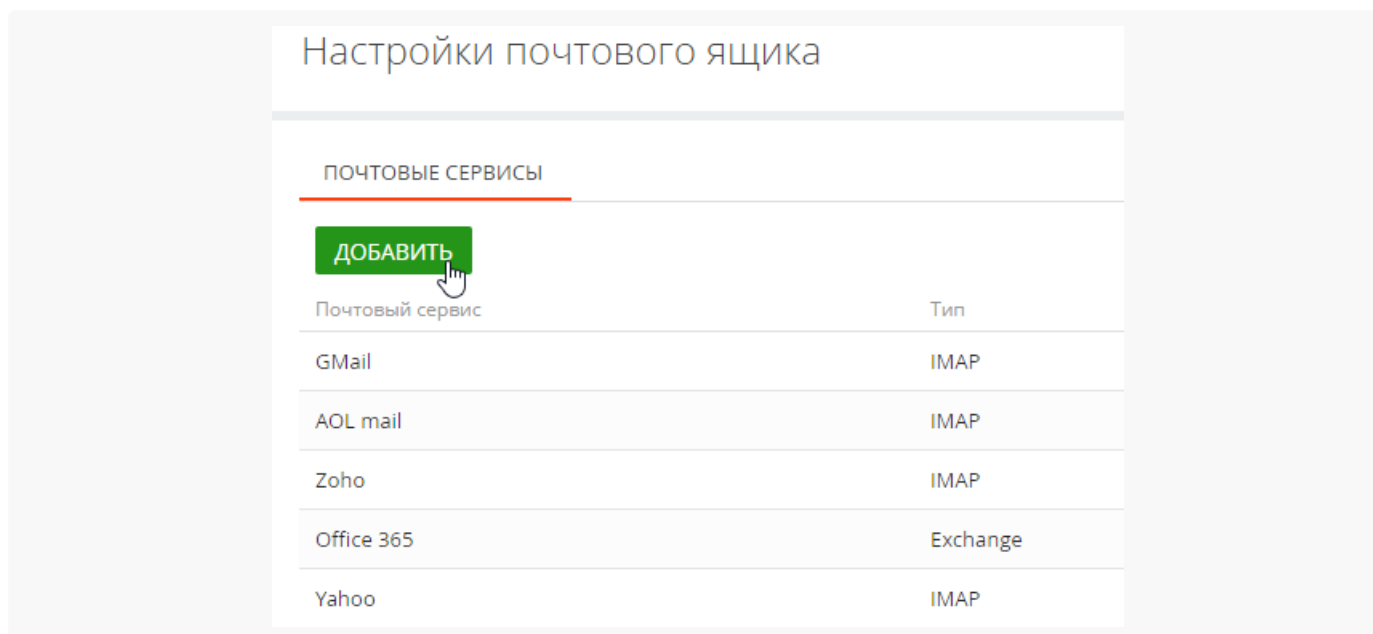 Настройки почтового ящика
ПОЧТОВЫЕ СЕРВИСЫ
ДОБАВИТЬ
Почтовый сервис Тип
GMail IMAP
AOL mail IMAP
Zoho IMAP
Office 365 Exchange
Yahoo IMAP